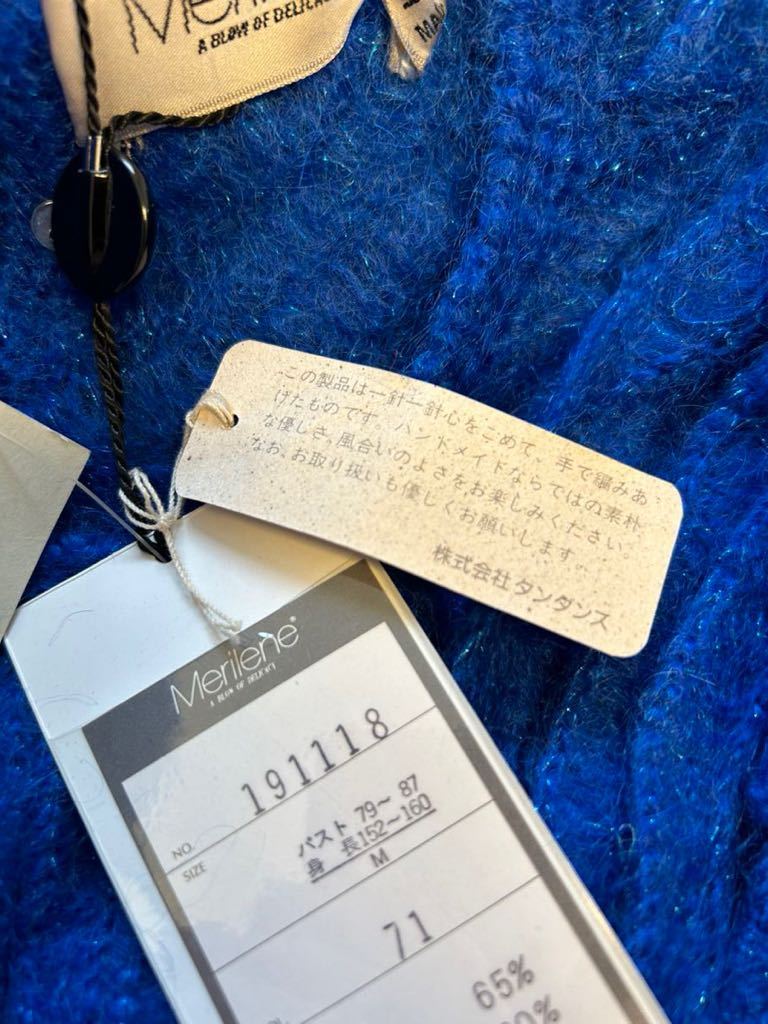 A BLOW OF DELICA
この製品は一針一針心をこめて、手で編みあ
げたものです。ハンドメイドならではの素朴
な優しさ、風合いのよさをお楽しみください。
なお、お取り扱いも優しくお願いします。
株式会社タンタンス
Merilene®
A BLOW OF DELICACY
NO. 191118
SIZE
バスト 79〜 87
身 長152〜160
M
71
65%